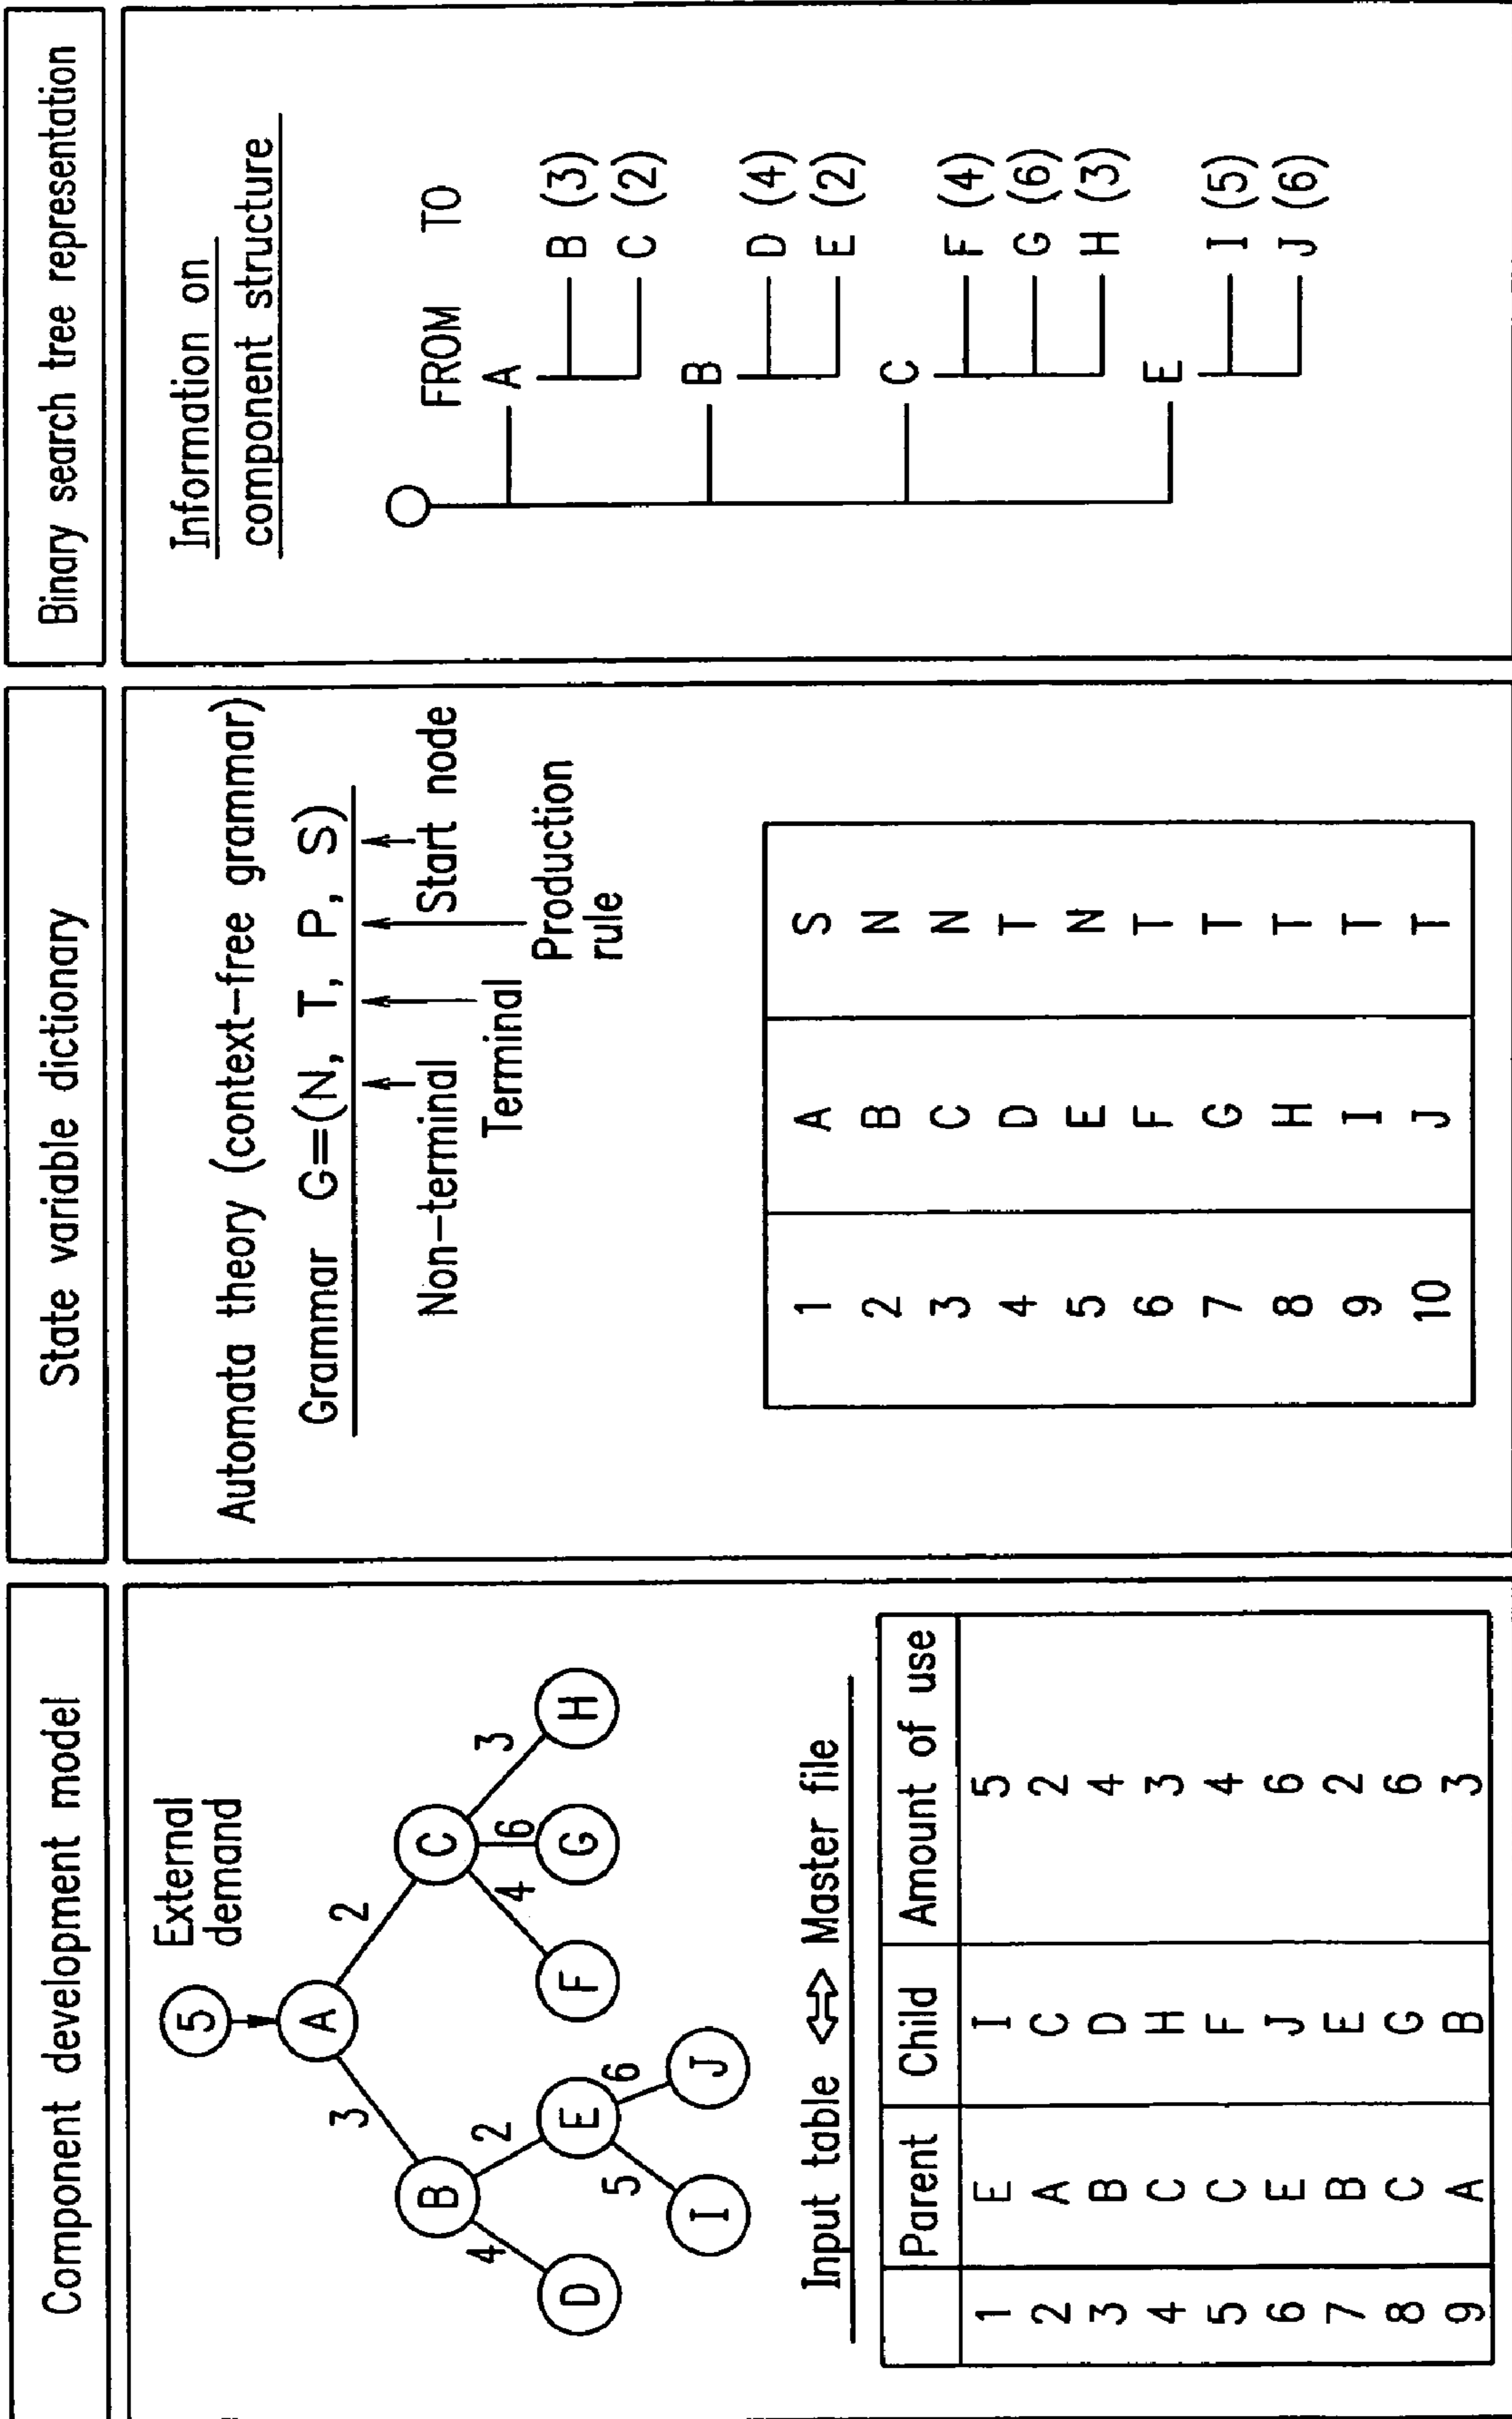 Component development model
External
demand
5
A
3
2
B
C
4
2
4
6
3
D
E
F
G
H
5
6
I
J
Input table ⇔ Master file
Parent Child Amount of use
1 E I 5
2 A C 2
3 B D 4
4 C H 3
5 C F 4
6 E J 6
7 B E 2
8 C G 6
9 A B 3
State variable dictionary
Automata theory (context-free grammar)
Grammar G=(N, T, P, S)
Non-terminal
Start node
Terminal
Production
rule
1 A S
2 B N
3 C N
4 D T
5 E N
6 F T
7 G T
8 H T
9 I T
10 J T
Binary search tree representation
Information on
component structure
FROM TO
A
B (3)
C (2)
B
D (4)
E (2)
C
F (4)
G (6)
H (3)
E
I (5)
J (6)